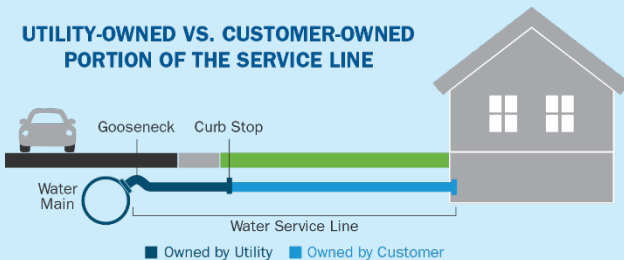 UTILITY-OWNED VS. CUSTOMER-OWNED
PORTION OF THE SERVICE LINE
Gooseneck
Curb Stop
Water
Main
Water Service Line
Owned by Utility
Owned by Customer